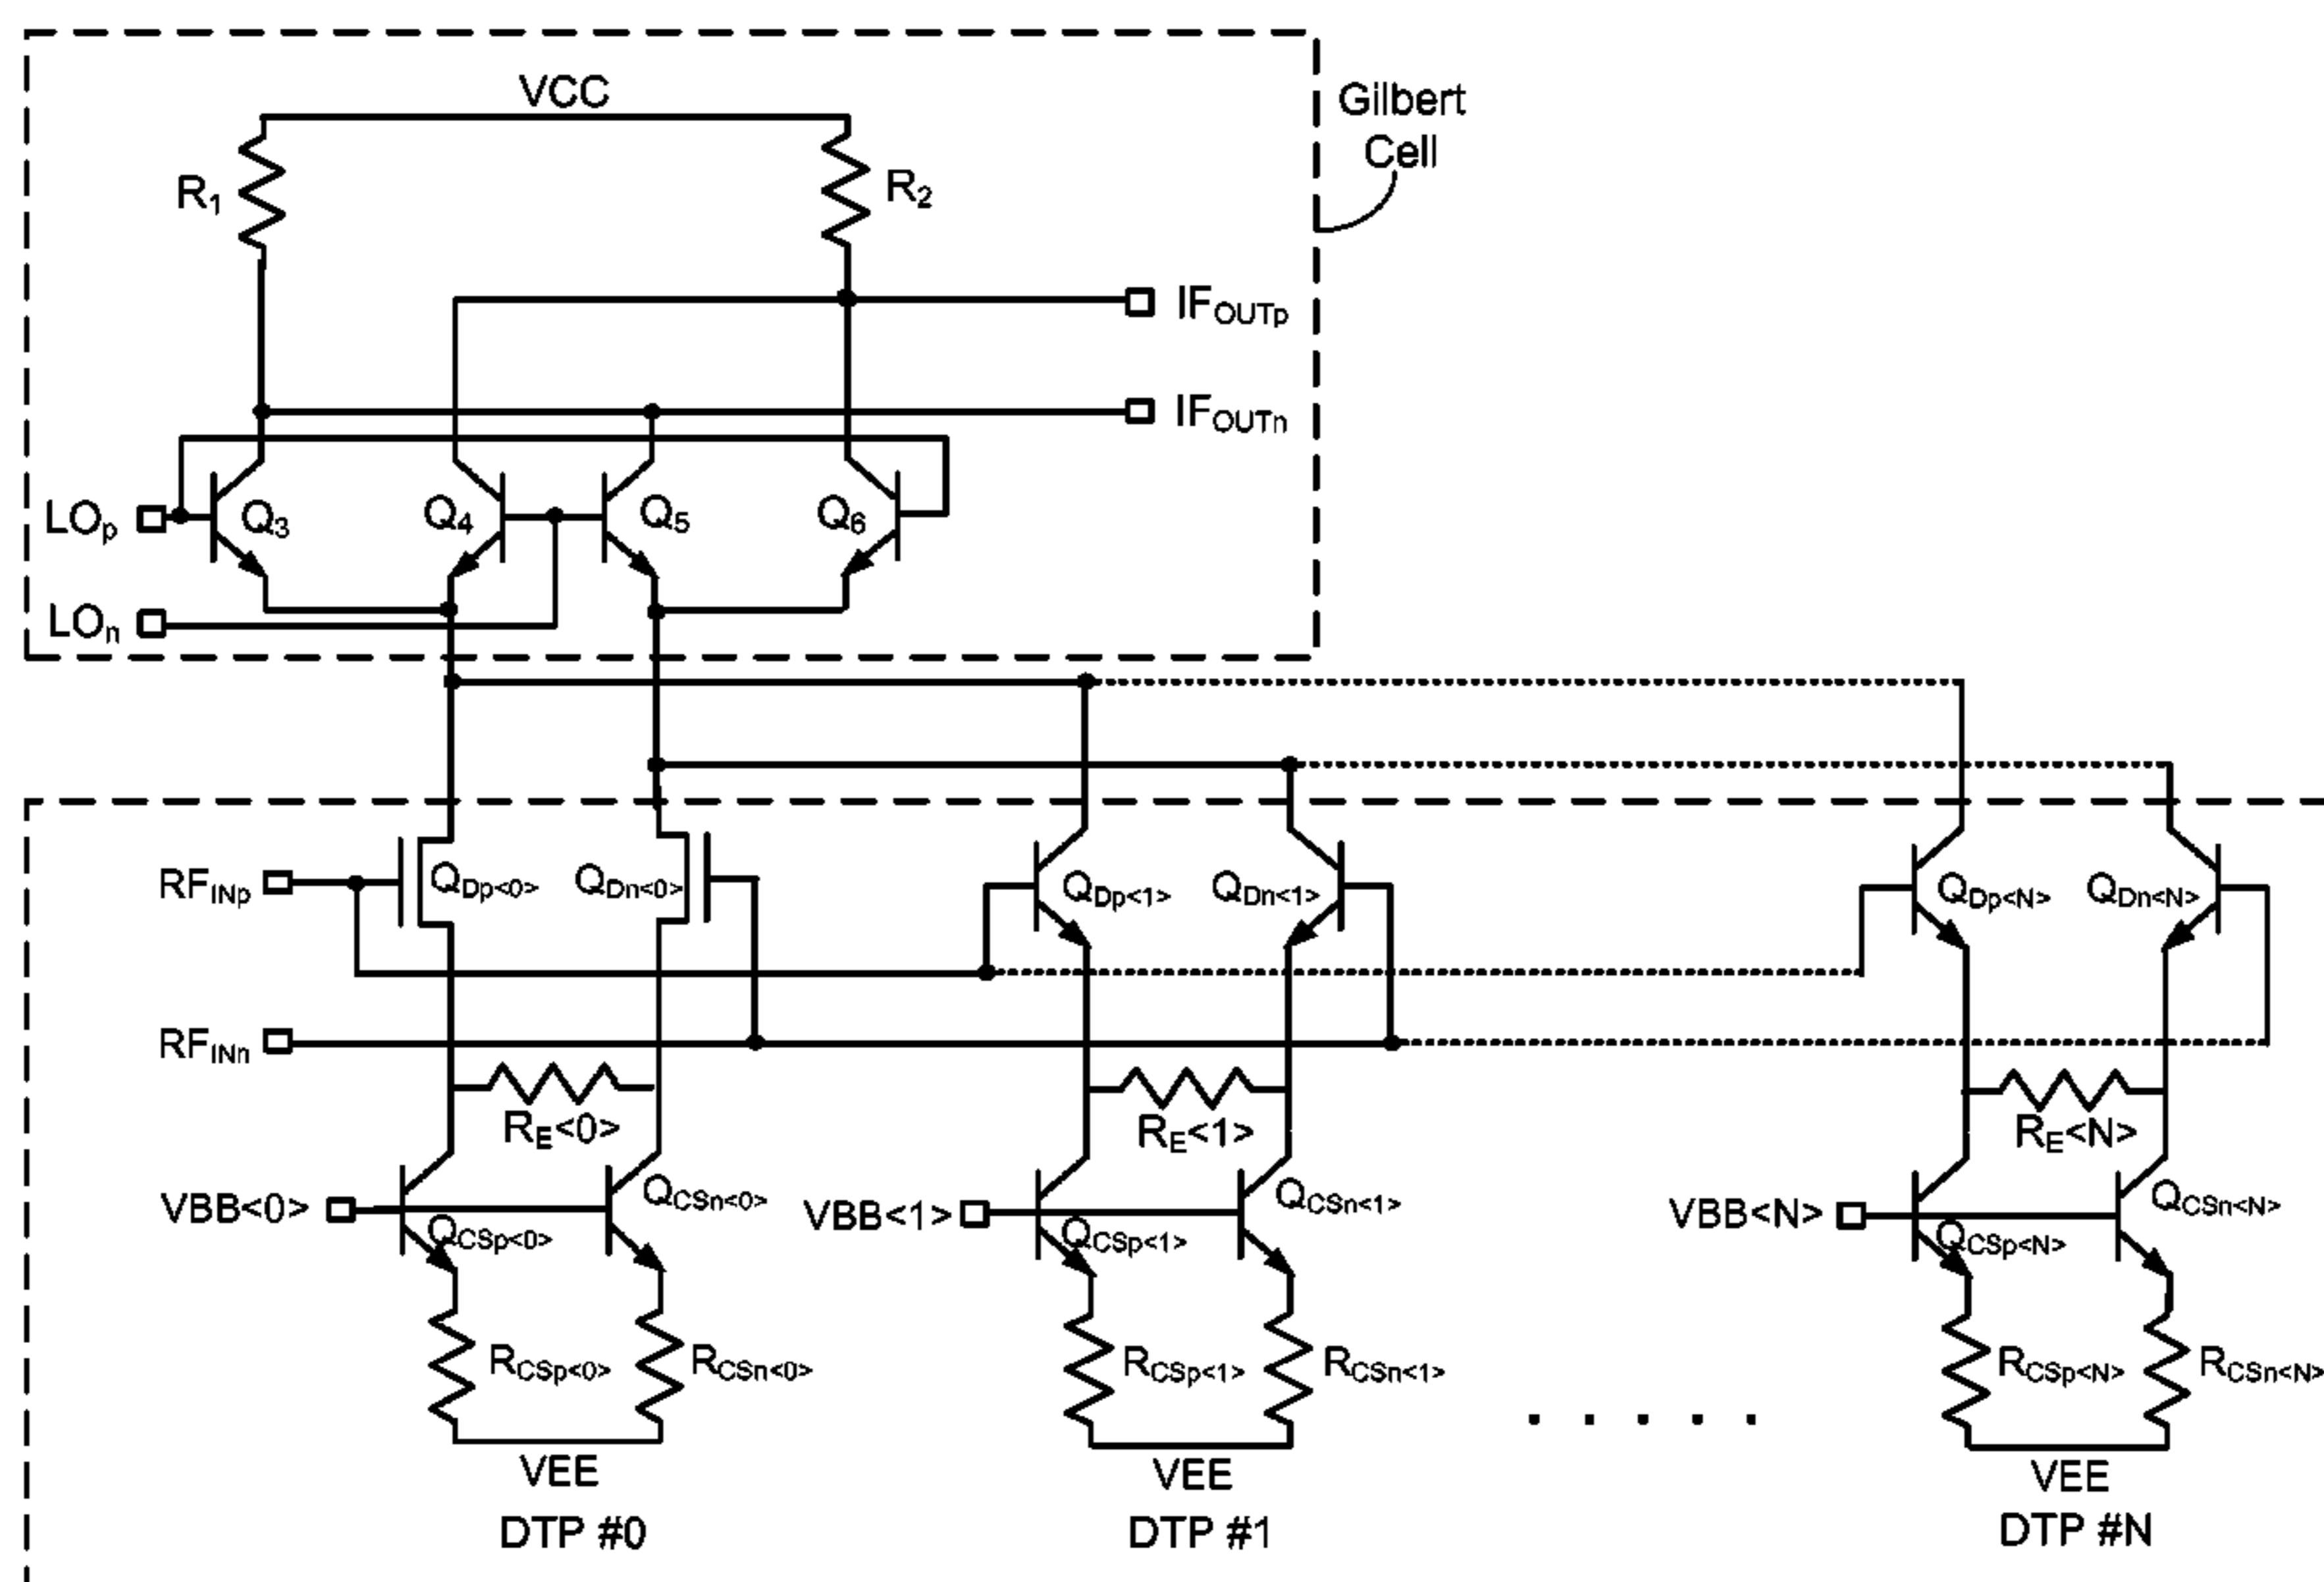 VCC
Gilbert
Cell
R1
R2
IFOUTp
IFOUTn
LOp
Q3
Q4
Q5
Q6
LOn
RFINp
QDp<0>
QDn<0>
QDp<1>
QDn<1>
QDp<N>
QDn<N>
RFINn
RE<0>
RE<1>
RE<N>
VBB<0>
QCSp<0>
QCSn<0>
VBB<1>
QCSp<1>
QCSn<1>
VBB<N>
QCSp<N>
QCSn<N>
RCSp<0>
RCSn<0>
RCSp<1>
RCSn<1>
RCSp<N>
RCSn<N>
. . . . .
VEE
VEE
VEE
DTP #0
DTP #1
DTP #N